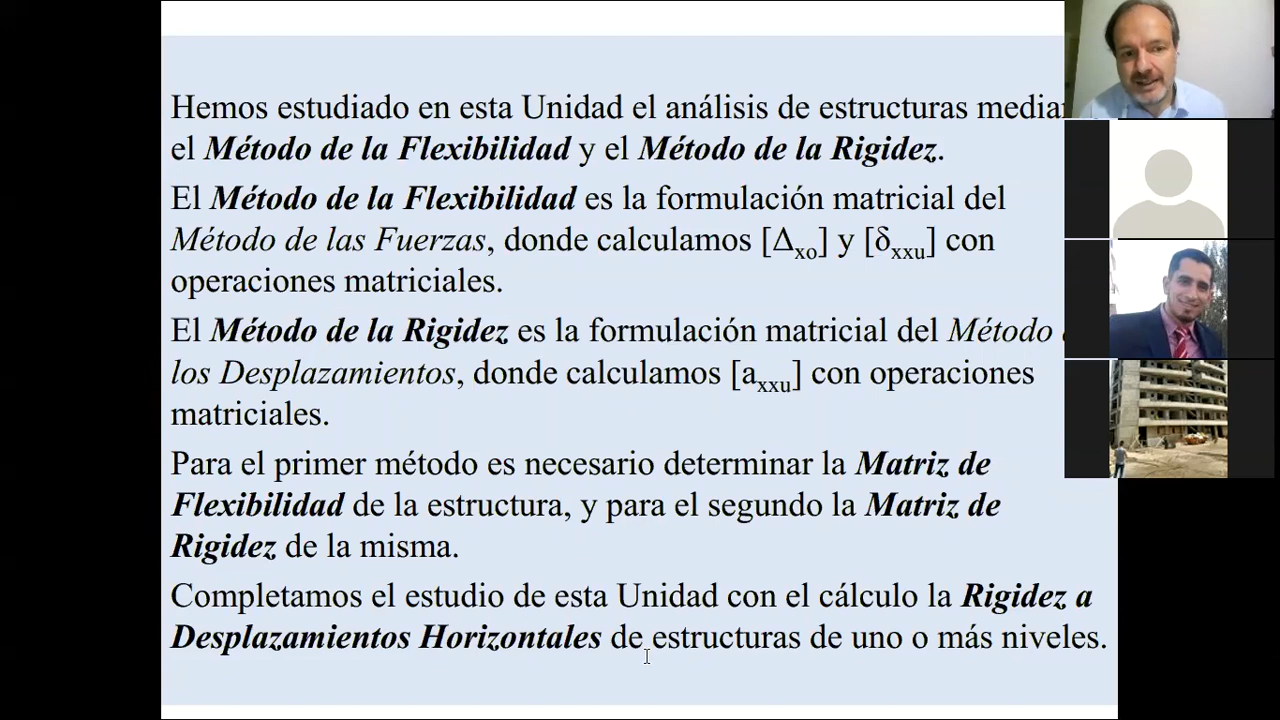 Hemos estudiado en esta Unidad el análisis de estructuras
el Método de la Flexibilidad y el Método de la Rigidez.
El Método de la Flexibilidad es la formulación matricial del
Método de las Fuerzas, donde calculamos [Δxo] y [δxxu] con
operaciones matriciales.
El Método de la Rigidez es la formulación matricial del Método
los Desplazamientos, donde calculamos [axxu] con operaciones
matriciales.
Para el primer método es necesario determinar la Matriz de
Flexibilidad de la estructura, y para el segundo la Matriz de
Rigidez de la misma.
Completamos el estudio de esta Unidad con el cálculo la Rigidez a
Desplazamientos Horizontales de estructuras de uno o más niveles.